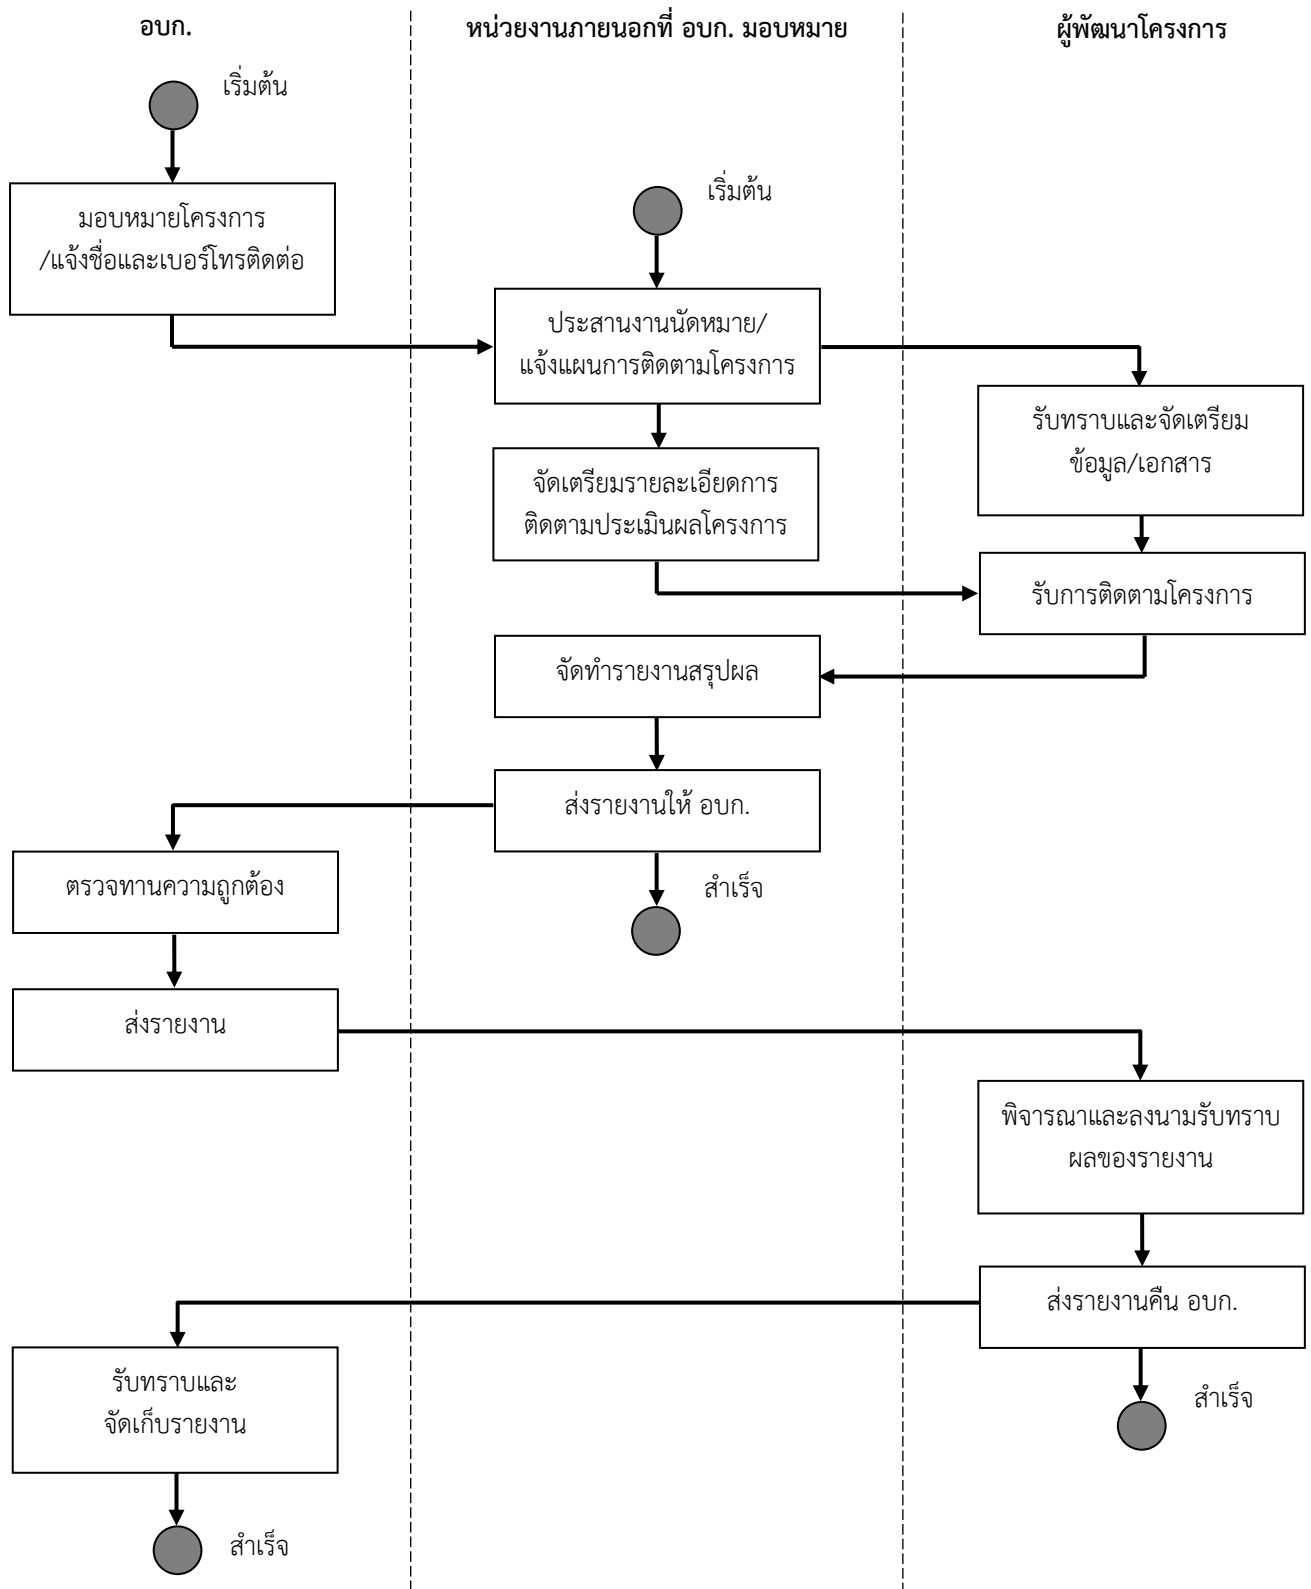 อบก.
หน่วยงานภายนอกที่ อบก. มอบหมาย
ผู้พัฒนาโครงการ
เริ่มต้น
มอบหมายโครงการ
/แจ้งชื่อและเบอร์โทรติดต่อ
เริ่มต้น
ประสานงานนัดหมาย/
แจ้งแผนการติดตามโครงการ
รับทราบและจัดเตรียม
ข้อมูล/เอกสาร
จัดเตรียมรายละเอียดการ
ติดตามประเมินผลโครงการ
รับการติดตามโครงการ
จัดทำรายงานสรุปผล
ส่งรายงานให้ อบก.
ตรวจทานความถูกต้อง
สำเร็จ
ส่งรายงาน
พิจารณาและลงนามรับทราบ
ผลของรายงาน
ส่งรายงานคืน อบก.
รับทราบและ
จัดเก็บรายงาน
สำเร็จ
สำเร็จ